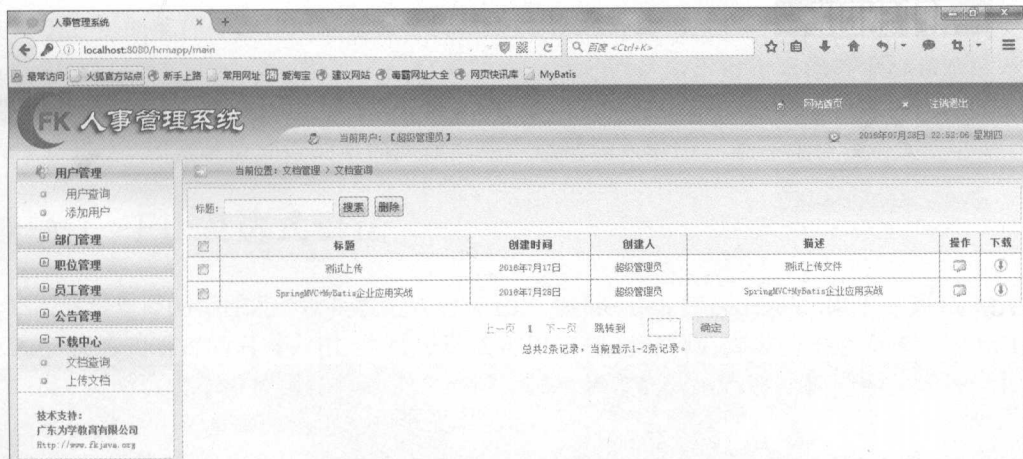 人事管理系统
localhost:8080/hrmapp/main
百度 <Ctrl+K>
最常访问 火狐官方站点 新手上路 常用网址 爱淘宝 建议网站 毒霸网址大全 网页快讯库 MyBatis
FK 人事管理系统
网站首页 注销退出
当前用户:【超级管理员】
2016年07月28日 22:52:06 星期四
用户管理
用户查询
添加用户
部门管理
职位管理
员工管理
公告管理
下载中心
文档查询
上传文档
技术支持:
广东为学教育有限公司
Http://www.fkjava.org
当前位置:文档管理 > 文档查询
标题: 搜索 删除
标题 创建时间 创建人 描述 操作 下载
测试上传 2016年7月17日 超级管理员 测试上传文件
SpringMVC+MyBatis企业应用实战 2016年7月28日 超级管理员 SpringMVC+MyBatis企业应用实战
上一页 1 下一页 跳转到 确定
总共2条记录,当前显示1-2条记录。